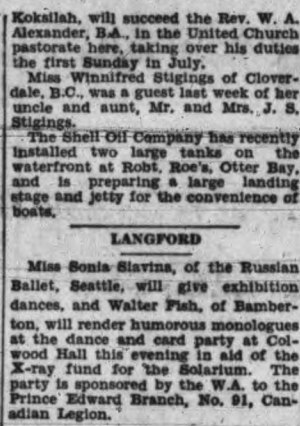 Koksilah, will succeed the Rev. W. A.
Alexander, B.A., in the United Church
pastorate here, taking over his duties
the first Sunday in July.
Miss Winnifred Stigings of Clover-
dale, B.C., was a guest last week of her
uncle and aunt, Mr. and Mrs. J. S.
Stigings.
The Shell Oil Company has recently
installed two large tanks on the
waterfront at Robt. Roe's, Otter Bay,
and is preparing a large landing
stage and jetty for the convenience of
boats.
LANGFORD
Miss Sonia Slavina, of the Russian
Ballet, Seattle, will give exhibition
dances, and Walter Fish, of Bamber-
ton, will render humorous monologues
at the dance and card party at Col-
wood Hall this evening in aid of the
X-ray fund for the Solarium. The
party is sponsored by the W.A. to the
Prince Edward Branch, No. 91, Can-
adian Legion.